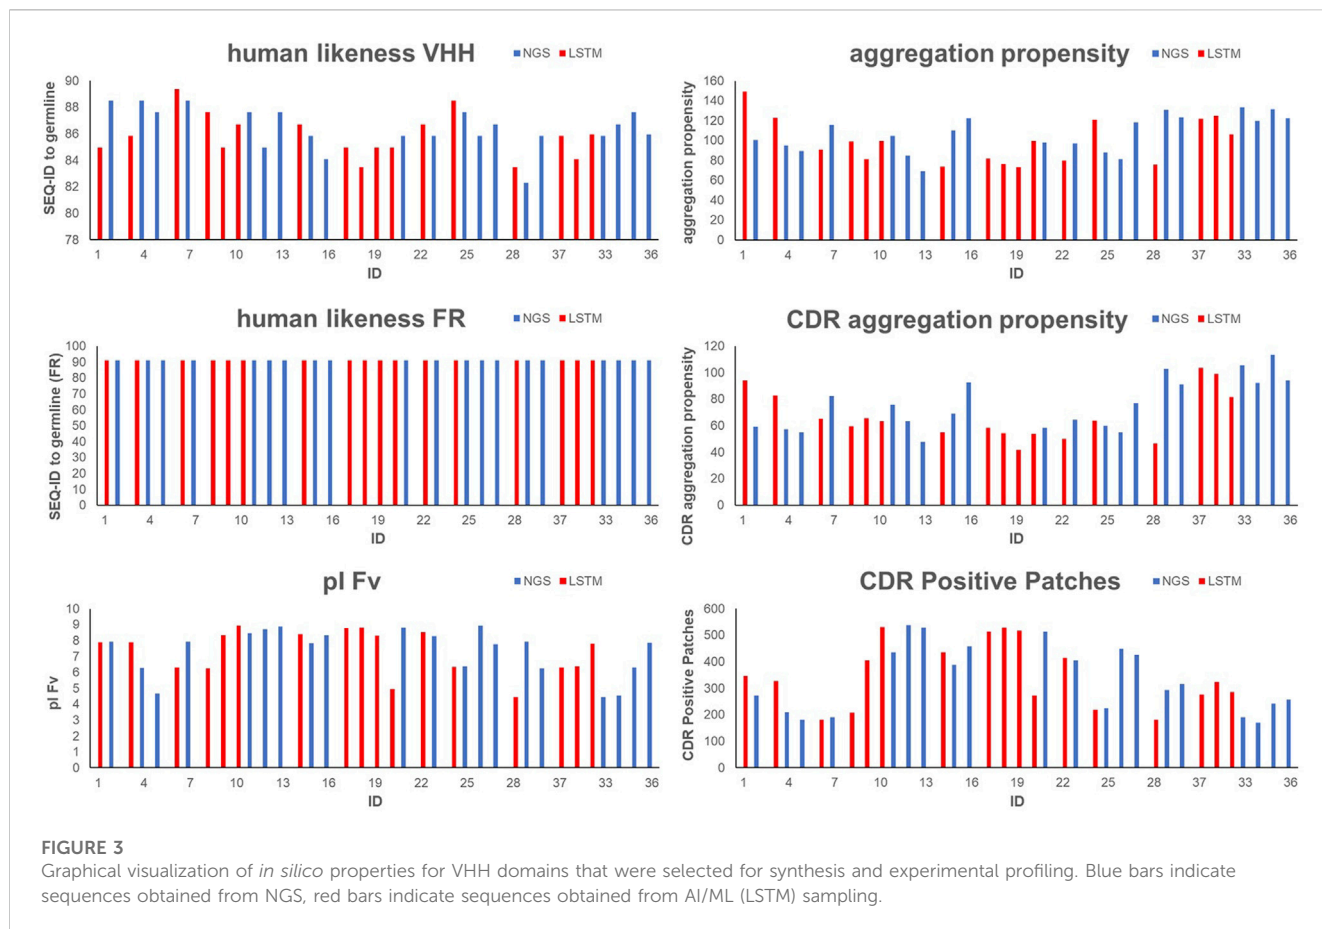 human likeness VHH
NGS LSTM
SEQ-ID to germline
90
88
86
84
82
80
78
1 4 7 10 13 16 19 22 25 28 37 33 36
ID
aggregation propensity
NGS LSTM
aggregation propensity
160
140
120
100
80
60
40
20
0
1 4 7 10 13 16 19 22 25 28 37 33 36
ID
human likeness FR
NGS LSTM
SEQ-ID to germline (FR)
100
90
80
70
60
50
40
30
20
10
0
1 4 7 10 13 16 19 22 25 28 37 33 36
ID
CDR aggregation propensity
NGS LSTM
CDR aggregation propensity
120
100
80
60
40
20
0
1 4 7 10 13 16 19 22 25 28 37 33 36
ID
pI Fv
NGS LSTM
pI Fv
10
9
8
7
6
5
4
3
2
1
0
1 4 7 10 13 16 19 22 25 28 37 33 36
ID
CDR Positive Patches
NGS LSTM
CDR Positive Patches
600
500
400
300
200
100
0
1 4 7 10 13 16 19 22 25 28 37 33 36
ID
FIGURE 3
Graphical visualization of in silico properties for VHH domains that were selected for synthesis and experimental profiling. Blue bars indicate
sequences obtained from NGS, red bars indicate sequences obtained from AI/ML (LSTM) sampling.